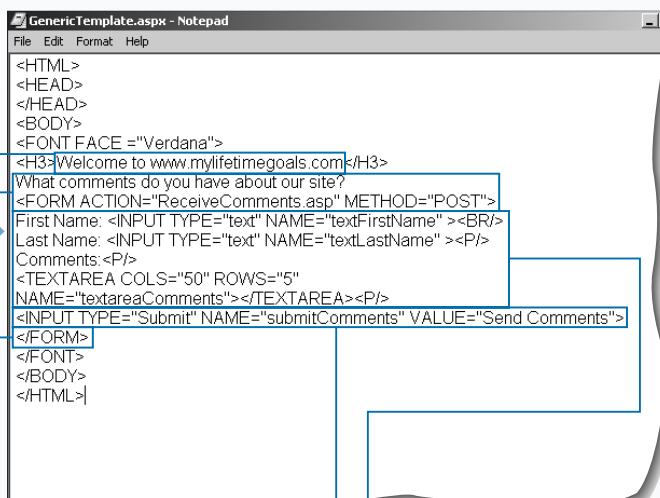 GenericTemplate.aspx - Notepad
File Edit Format Help
<HTML>
<HEAD>
</HEAD>
<BODY>
<FONT FACE ="Verdana">
<H3>Welcome to www.mylifetimegoals.com</H3>
What comments do you have about our site?
<FORM ACTION="ReceiveComments.asp" METHOD="POST">
First Name: <INPUT TYPE="text" NAME="textFirstName" ><BR/>
Last Name: <INPUT TYPE="text" NAME="textLastName" ><P/>
Comments:<P/>
<TEXTAREA COLS="50" ROWS="5"
NAME="textareaComments"></TEXTAREA><P/>
<INPUT TYPE="Submit" NAME="submitComments" VALUE="Send Comments">
</FORM>
</FONT>
</BODY>
</HTML>